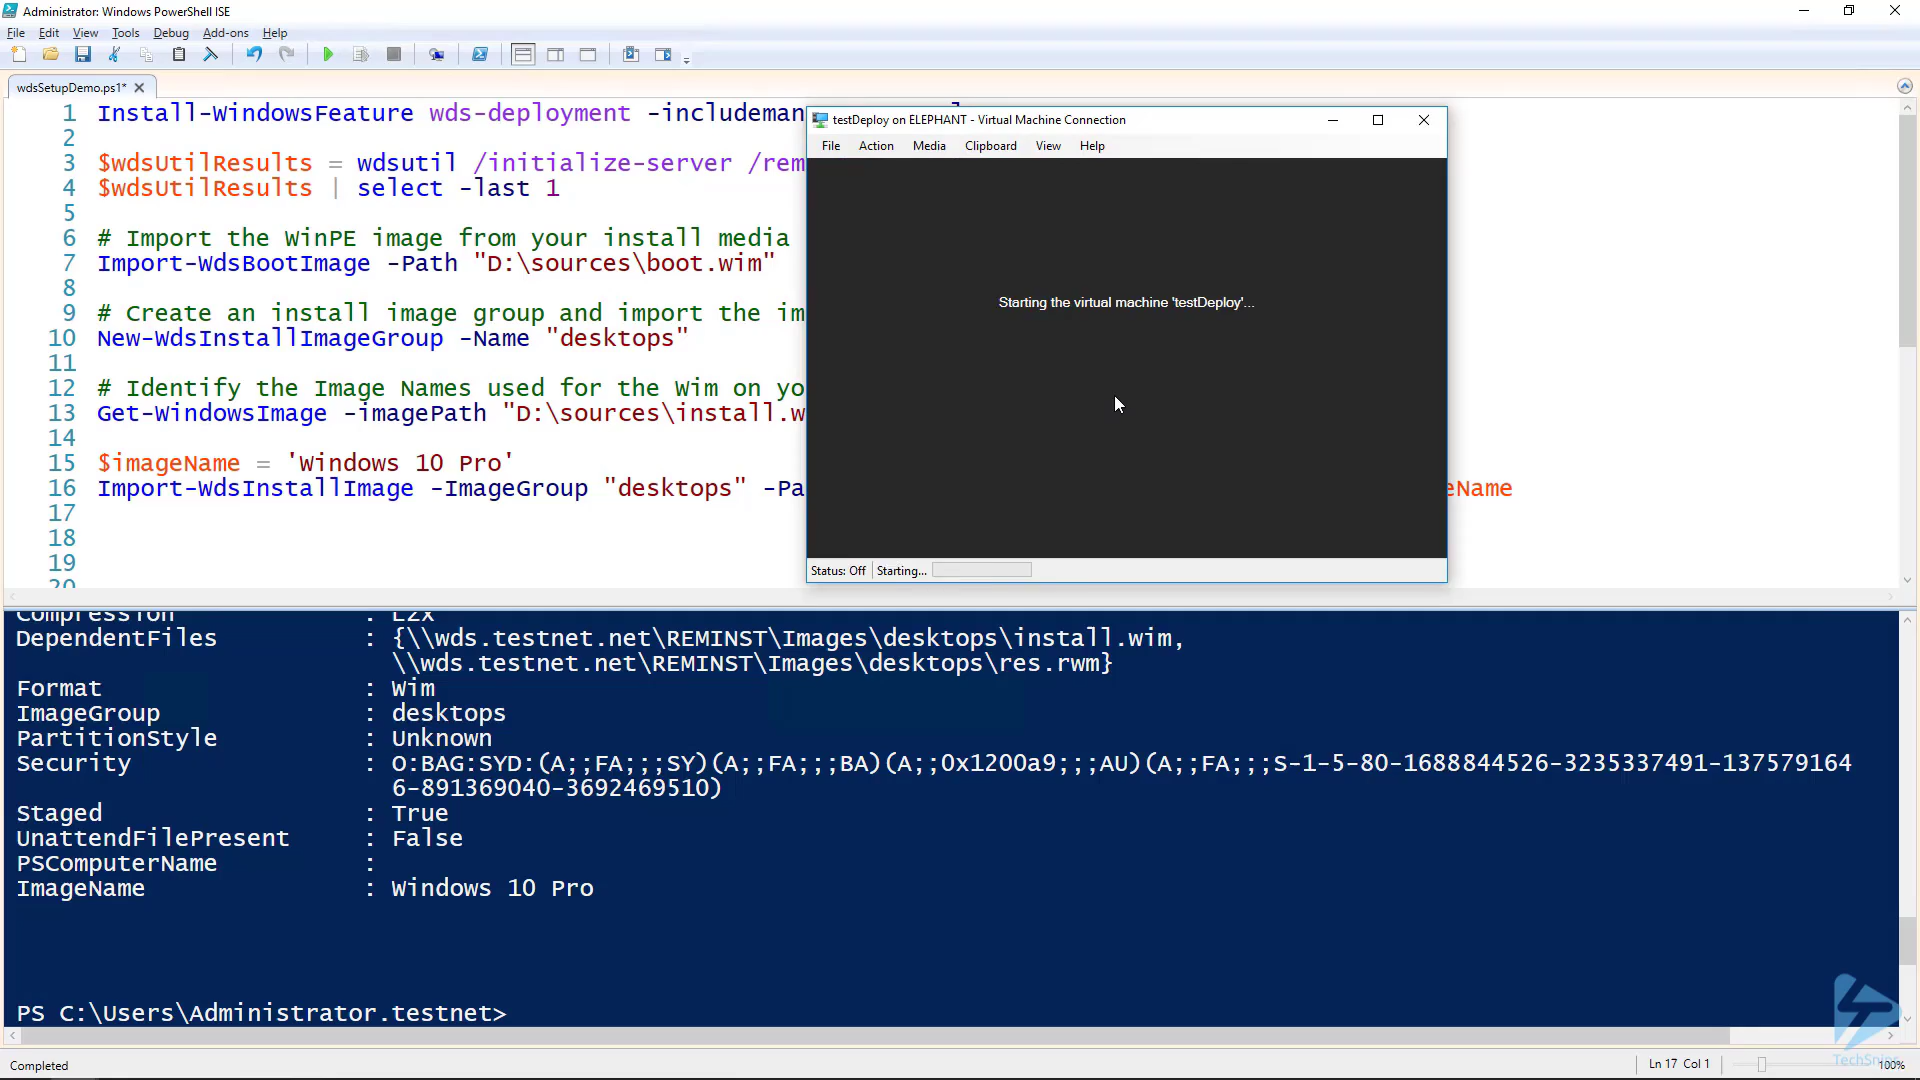 Administrator: Windows PowerShell ISE
File Edit View Tools Debug Add-ons Help
wdsSetupDemo.ps1*
1 Install-WindowsFeature wds-deployment -includeman
2
3 $wdsUtilResults = wdsutil /initialize-server /rem
4 $wdsUtilResults | select -last 1
5
6 # Import the WinPE image from your install media
7 Import-WdsBootImage -Path "D:\sources\boot.wim"
8
9 # Create an install image group and import the im
10 New-WdsInstallImageGroup -Name "desktops"
11
12 # Identify the Image Names used for the Wim on yo
13 Get-WindowsImage -imagePath "D:\sources\install.w
14
15 $imageName = 'Windows 10 Pro'
16 Import-WdsInstallImage -ImageGroup "desktops" -Pa eName
17
18
19
20
testDeploy on ELEPHANT - Virtual Machine Connection
File Action Media Clipboard View Help
Starting the virtual machine 'testDeploy'...
Status: Off Starting...
Compression :
DependentFiles : {\\wds.testnet.net\REMINST\Images\desktops\install.wim,
\\wds.testnet.net\REMINST\Images\desktops\res.rwm}
Format : Wim
ImageGroup : desktops
PartitionStyle : Unknown
Security : O:BAG:SYD:(A;;FA;;;SY)(A;;FA;;;BA)(A;;0x1200a9;;;AU)(A;;FA;;;S-1-5-80-1688844526-3235337491-137579164
6-891369040-3692469510)
Staged : True
UnattendFilePresent : False
PSComputerName :
ImageName : Windows 10 Pro
PS C:\Users\Administrator.testnet>
Completed
Ln 17 Col 1
100%
TechSnips